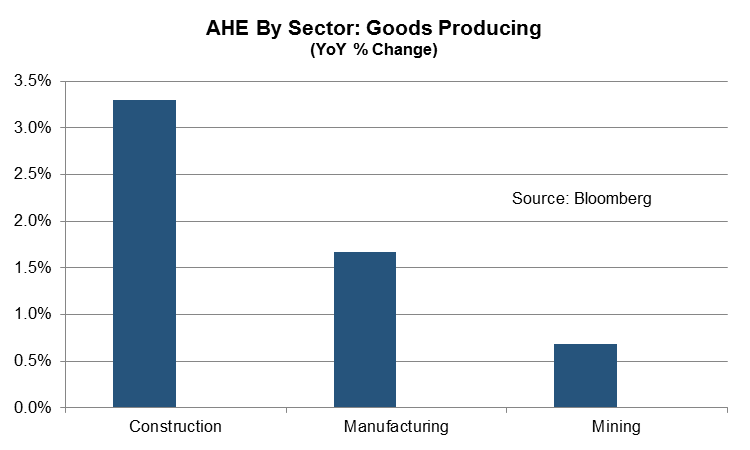 AHE By Sector: Goods Producing
(YoY % Change)
3.5%
3.0%
2.5%
Source: Bloomberg
2.0%
1.5%
1.0%
0.5%
0.0%
Construction Manufacturing Mining